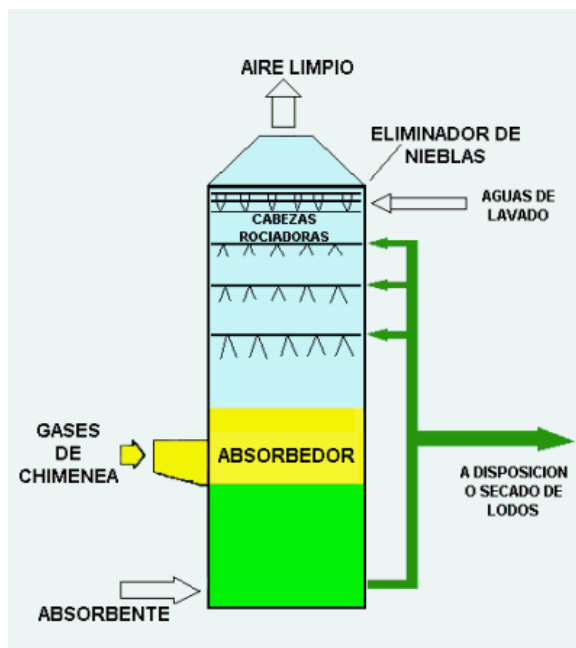 AIRE LIMPIO
ELIMINADOR DE
NIEBLAS
AGUAS DE
LAVADO
CABEZAS
ROCIADORAS
GASES
DE
CHIMENEA
ABSORBEDOR
A DISPOSICION
O SECADO DE
LODOS
ABSORBENTE